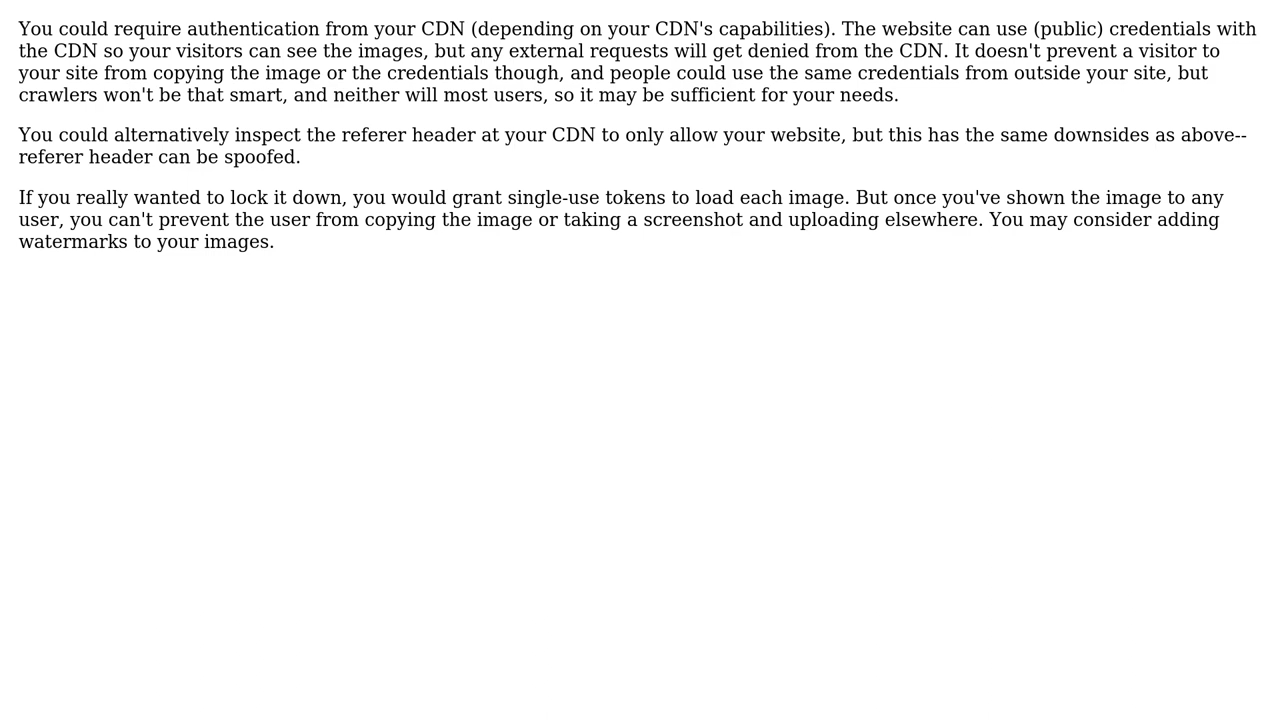 You could require authentication from your CDN (depending on your CDN's capabilities). The website can use (public) credentials with
the CDN so your visitors can see the images, but any external requests will get denied from the CDN. It doesn't prevent a visitor to
your site from copying the image or the credentials though, and people could use the same credentials from outside your site, but
crawlers won't be that smart, and neither will most users, so it may be sufficient for your needs.
You could alternatively inspect the referer header at your CDN to only allow your website, but this has the same downsides as above--
referer header can be spoofed.
If you really wanted to lock it down, you would grant single-use tokens to load each image. But once you've shown the image to any
user, you can't prevent the user from copying the image or taking a screenshot and uploading elsewhere. You may consider adding
watermarks to your images.